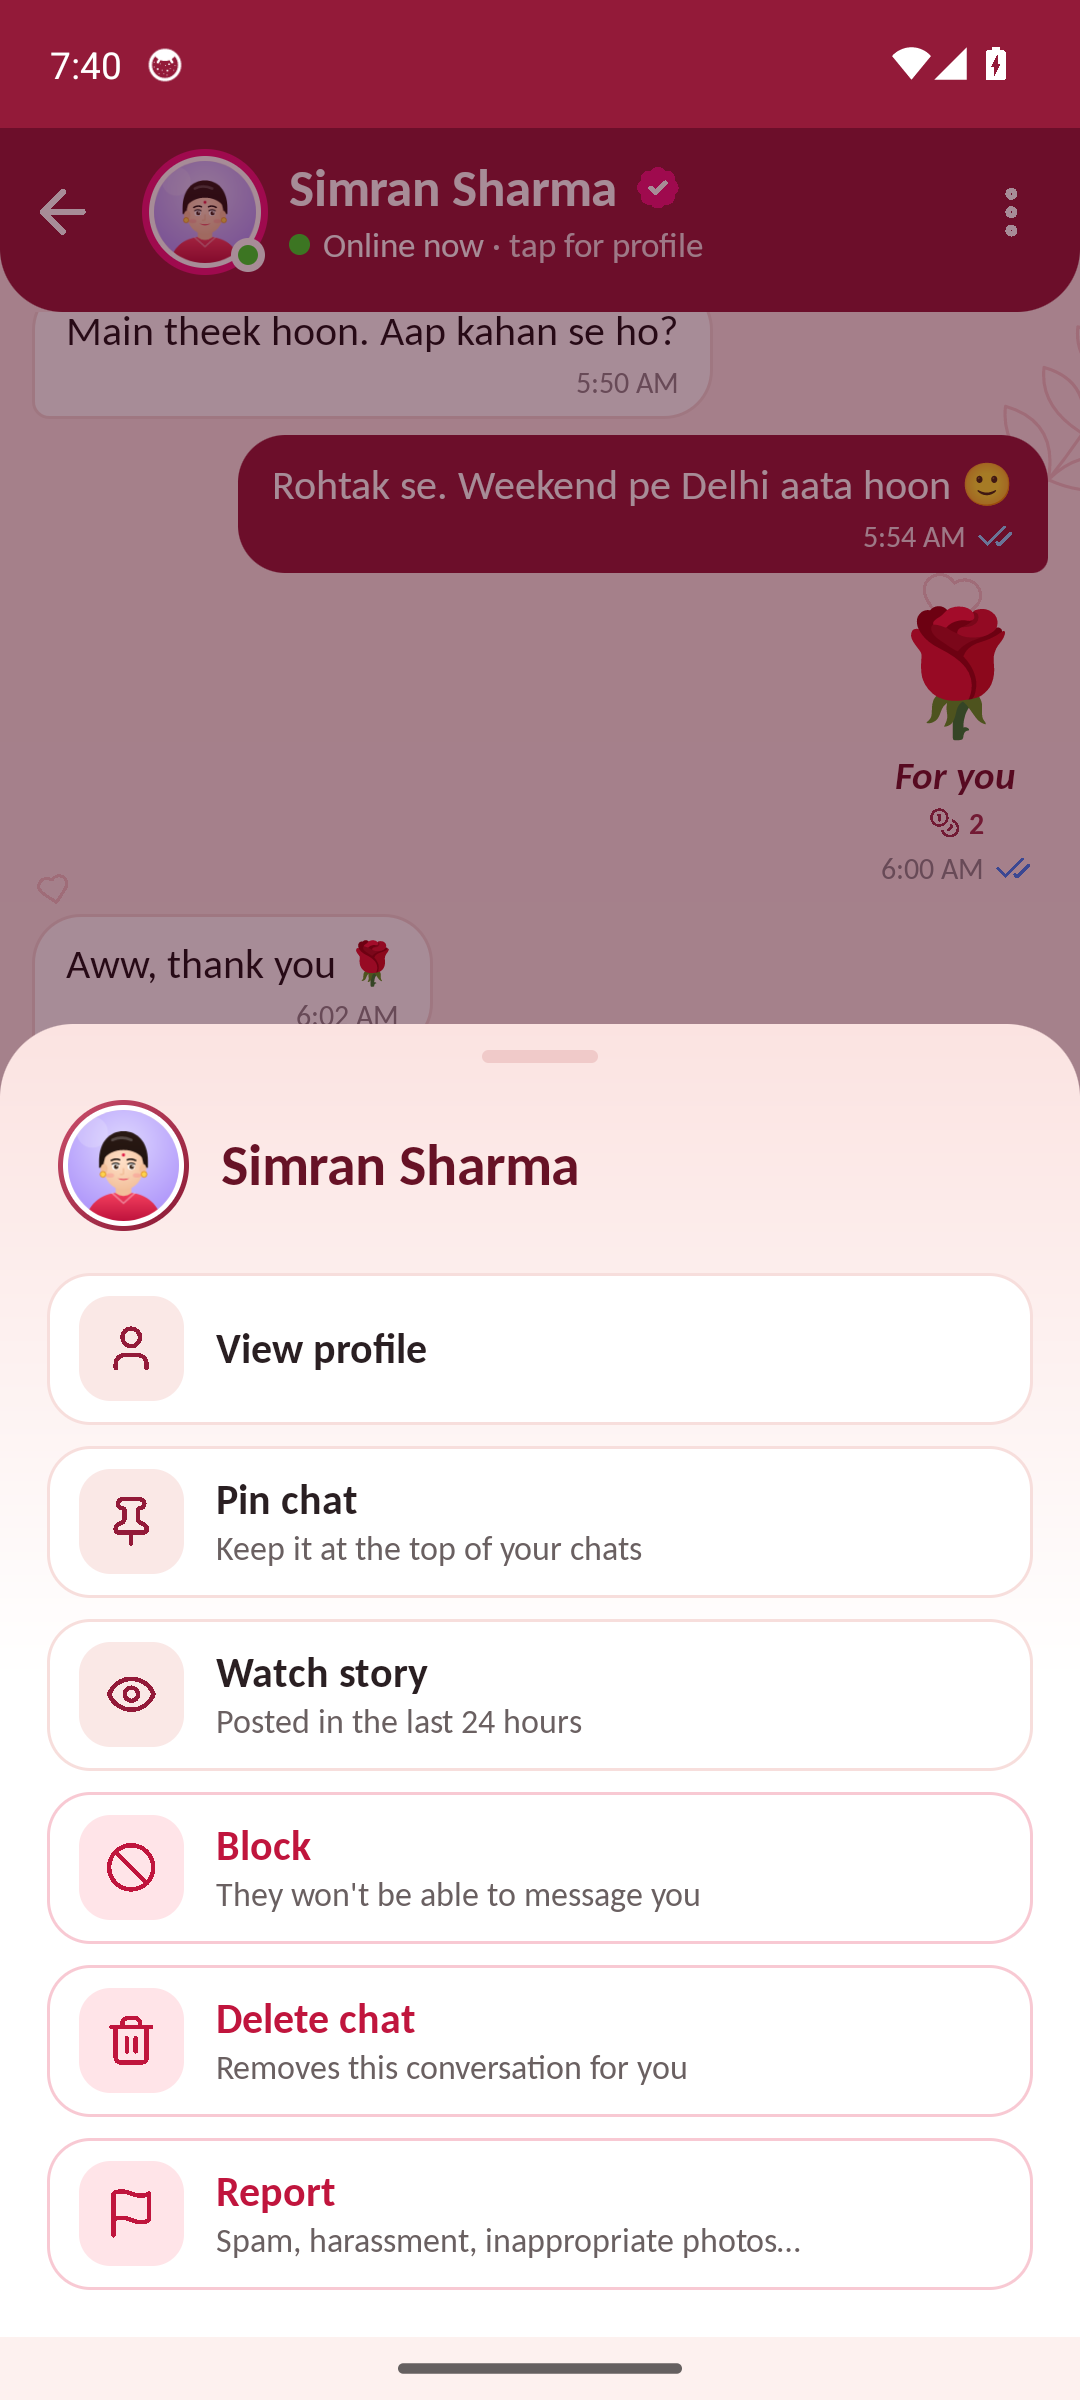 7:40
Simran Sharma
Online now · tap for profile
Main theek hoon. Aap kahan se ho?
5:50 AM
Rohtak se. Weekend pe Delhi aata hoon 🙂
5:54 AM
For you
2
6:00 AM
Aww, thank you 🌹
6:02 AM
Simran Sharma
View profile
Pin chat
Keep it at the top of your chats
Watch story
Posted in the last 24 hours
Block
They won't be able to message you
Delete chat
Removes this conversation for you
Report
Spam, harassment, inappropriate photos...